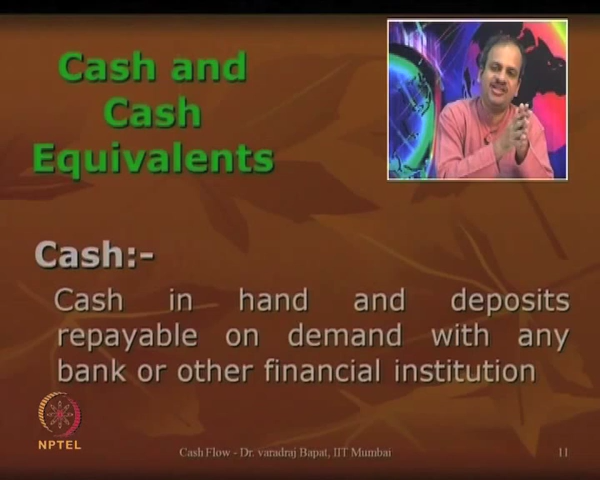 Cash and
Cash
Equivalents
Cash:-
Cash in hand and deposits
repayable on demand with any
bank or other financial institution
NPTEL
Cash Flow - Dr. varadraj Bapat, IIT Mumbai
11